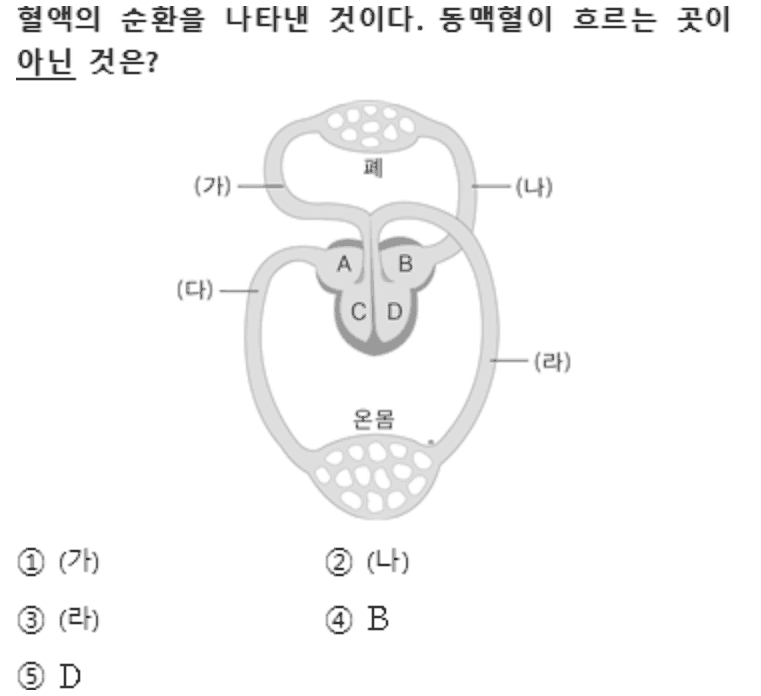 혈액의 순환을 나타낸 것이다. 동맥혈이 흐르는 곳이
아닌 것은?
폐
(가)
(나)
A
B
(다)
C
D
(라)
온몸
① (가)
② (나)
③ (라)
④ B
⑤ D